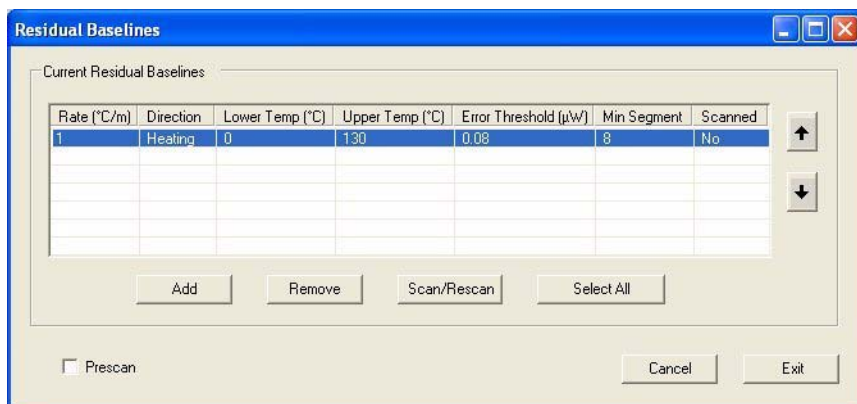 Residual Baselines
Current Residual Baselines
Rate (°C/m) Direction Lower Temp (°C) Upper Temp (°C) Error Threshold (µW) Min Segment Scanned
1 Heating 0 130 0.08 8 No
Add Remove Scan/Rescan Select All
Prescan Cancel Exit